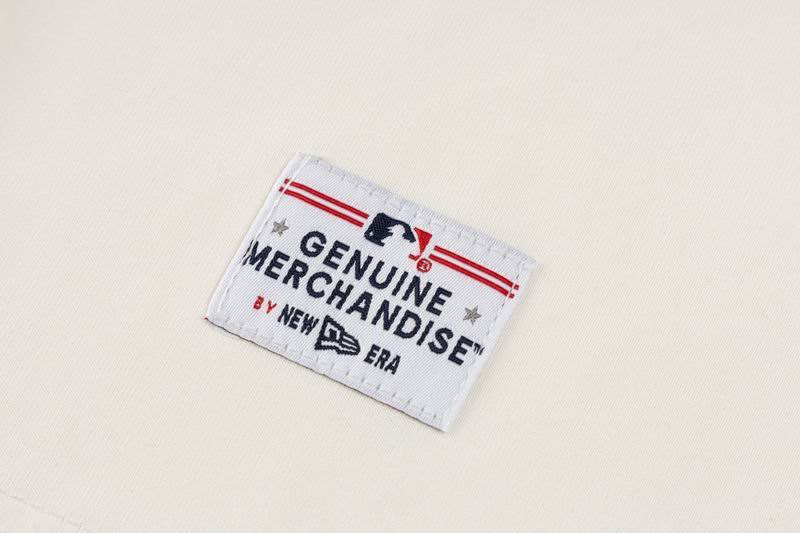 GENUINE
MERCHANDISE™
BY NEW ERA